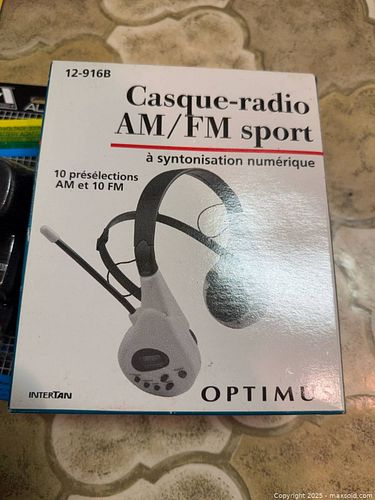 12-916B
Casque-radio
AM/FM sport
à syntonisation numérique
10 présélections
AM et 10 FM
INTERTAN
OPTIMUS
Copyright 2025 - maxsold.com